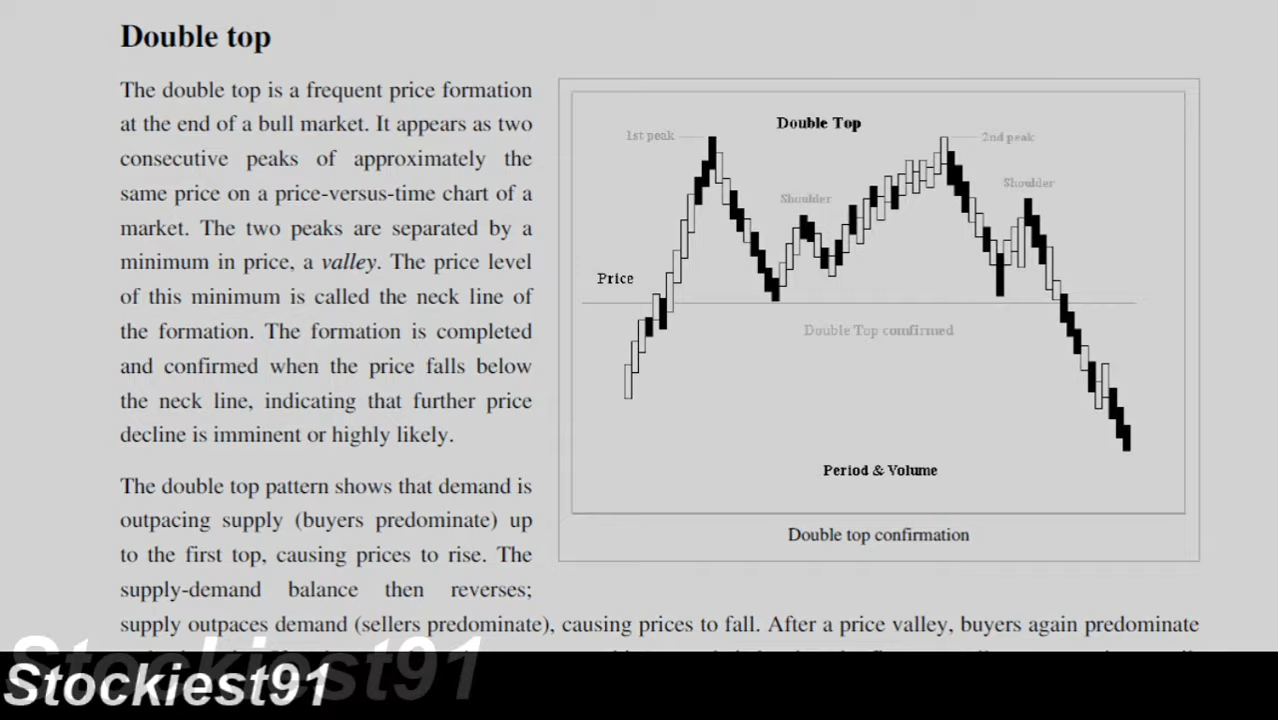 Double top
The double top is a frequent price formation
at the end of a bull market. It appears as two
consecutive peaks of approximately the
same price on a price-versus-time chart of a
market. The two peaks are separated by a
minimum in price, a valley. The price level
of this minimum is called the neck line of
the formation. The formation is completed
and confirmed when the price falls below
the neck line, indicating that further price
decline is imminent or highly likely.
Double Top
1st peak
2nd peak
Shoulder
Shoulder
Price
Double Top comfirmed
Period & Volume
Double top confirmation
The double top pattern shows that demand is
outpacing supply (buyers predominate) up
to the first top, causing prices to rise. The
supply-demand balance then reverses;
supply outpaces demand (sellers predominate), causing prices to fall. After a price valley, buyers again predominate
Stockiest91
Stockiest91